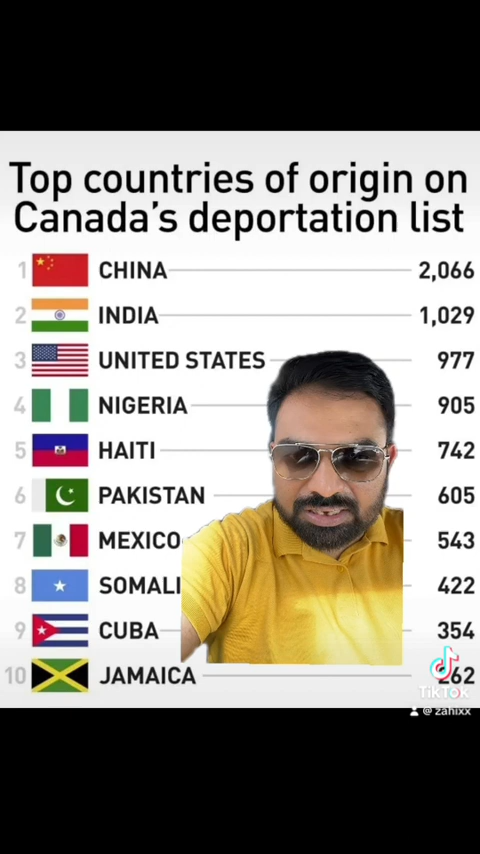 Top countries of origin on
Canada's deportation list
1 CHINA 2,066
2 INDIA 1,029
3 UNITED STATES 977
4 NIGERIA 905
5 HAITI 742
6 PAKISTAN 605
7 MEXICO 543
8 SOMALI 422
9 CUBA 354
10 JAMAICA 262
TikTok
@zahixx